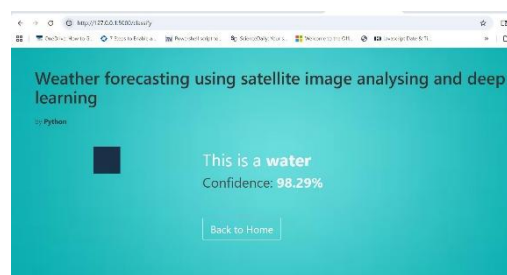 http://127.0.0.1:5000/classify
Weather forecasting using satellite image analysing and deep
learning
by Python
This is a water
Confidence: 98.29%
Back to Home